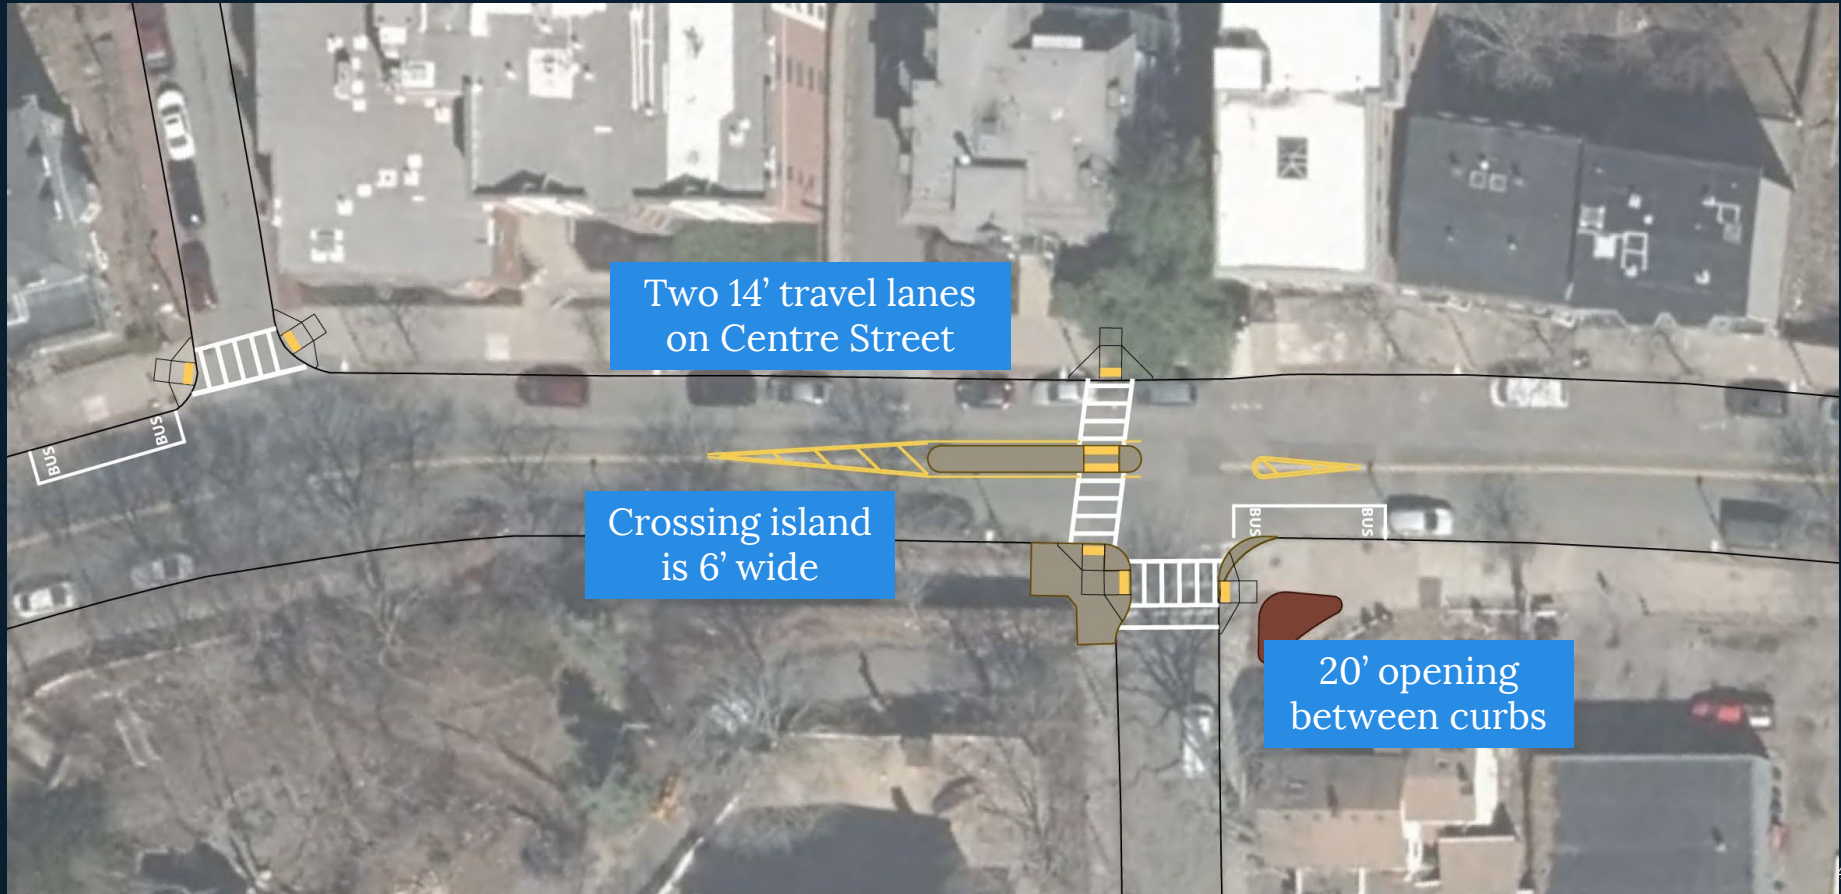 Two 14’ travel lanes
on Centre Street
BUS
BUS
Crossing island
is 6’ wide
BUS
BUS
20’ opening
between curbs